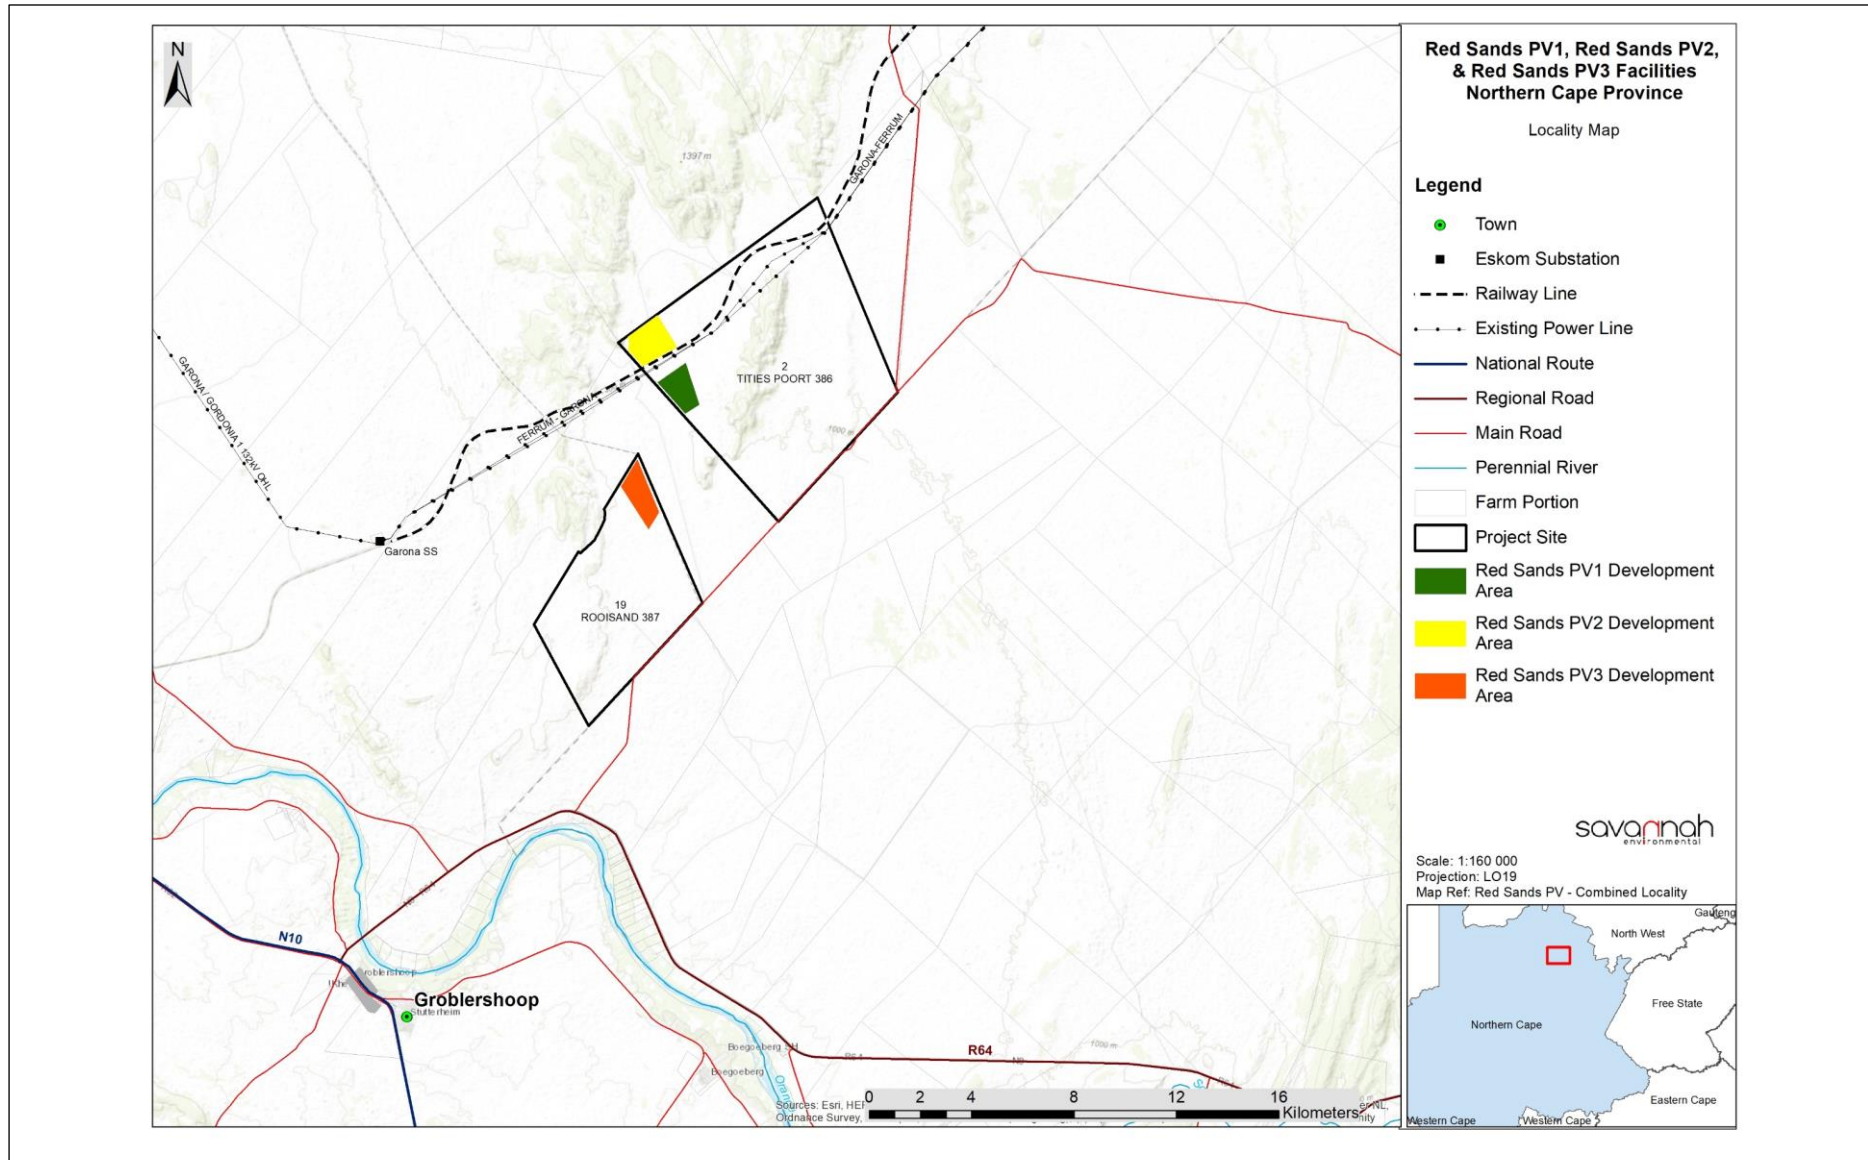 N
1397 m
GARONA-FERRUM
GARONA / GORDONIA 1 132kV OHL
FERRUM - GARONA
2
TITIES POORT 386
1000 m
Garona SS
19
ROOISAND 387
N10
Groblershoop
Stutterheim
Boegoeberg SH
Boegoeberg
R64
1000 m
N8
0 2 4 8 12 16
Kilometers
Sources: Esri,
Ordnance Survey,
Red Sands PV1, Red Sands PV2,
& Red Sands PV3 Facilities
Northern Cape Province
Locality Map
Legend
Town
Eskom Substation
Railway Line
Existing Power Line
National Route
Regional Road
Main Road
Perennial River
Farm Portion
Project Site
Red Sands PV1 Development
Area
Red Sands PV2 Development
Area
Red Sands PV3 Development
Area
savannah
environmental
Scale: 1:160 000
Projection: LO19
Map Ref: Red Sands PV - Combined Locality
Gauteng
North West
Free State
Northern Cape
Eastern Cape
Western Cape
Western Cape